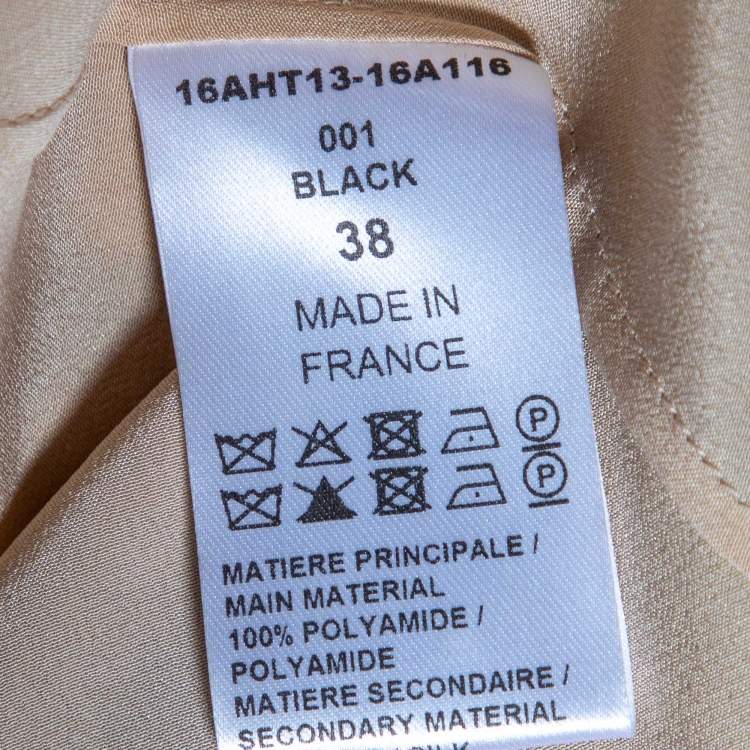 16AHT13-16A116
001
BLACK
38
MADE IN
FRANCE
P
P
MATIERE PRINCIPALE /
MAIN MATERIAL
100% POLYAMIDE /
POLYAMIDE
MATIERE SECONDAIRE /
SECONDARY MATERIAL